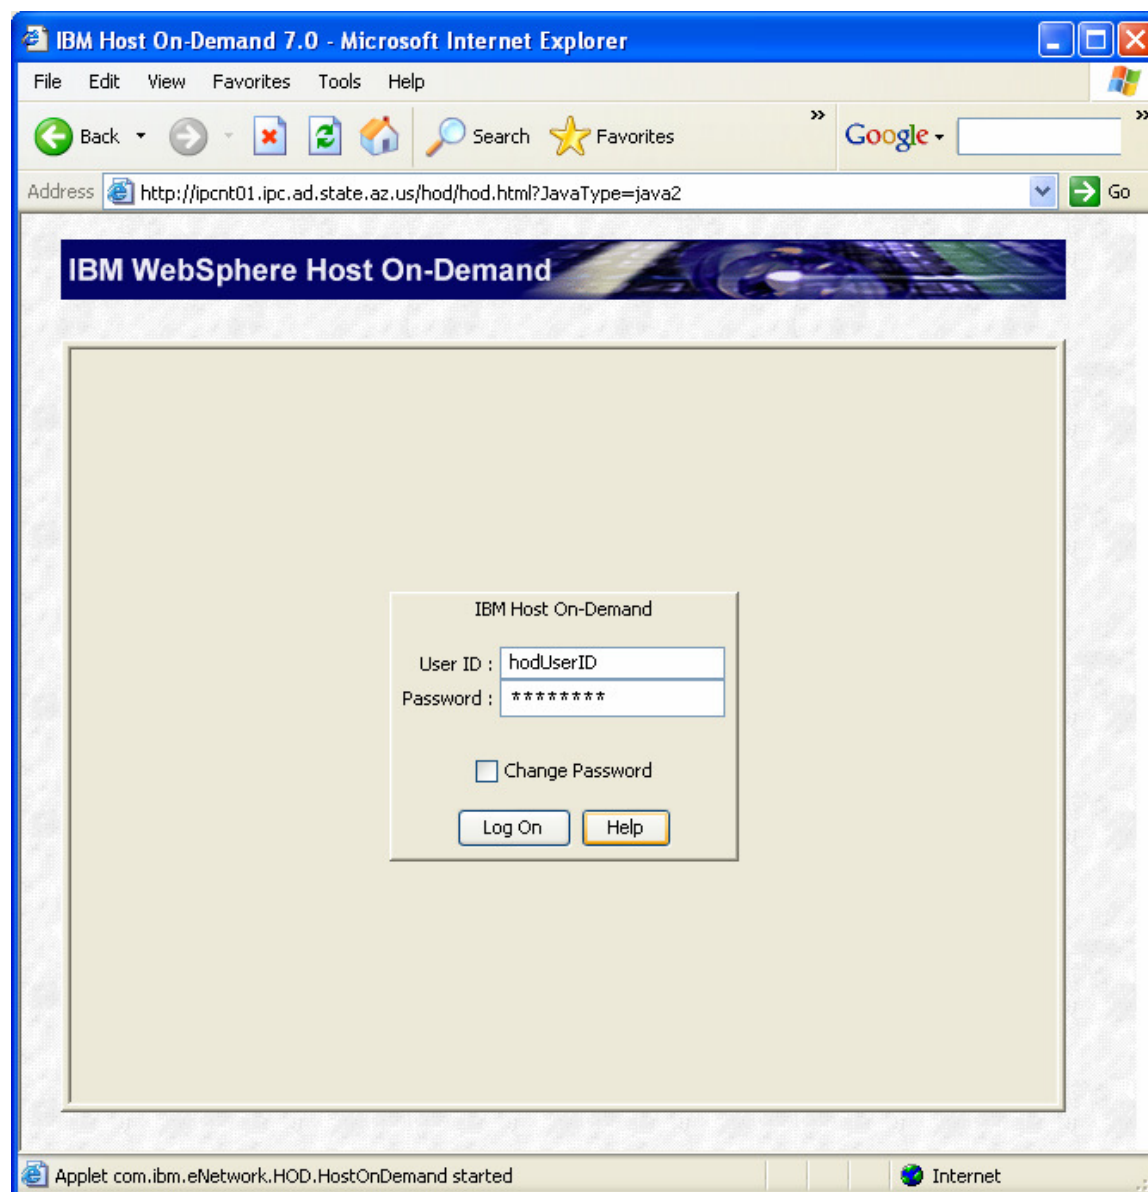 IBM Host On-Demand 7.0 - Microsoft Internet Explorer
File Edit View Favorites Tools Help
Back Search Favorites » Google »
Address http://ipcnt01.ipc.ad.state.az.us/hod/hod.html?JavaType=java2 Go
IBM WebSphere Host On-Demand
IBM Host On-Demand
User ID : hodUserID
Password : ********
Change Password
Log On Help
Applet com.ibm.eNetwork.HOD.HostOnDemand started Internet